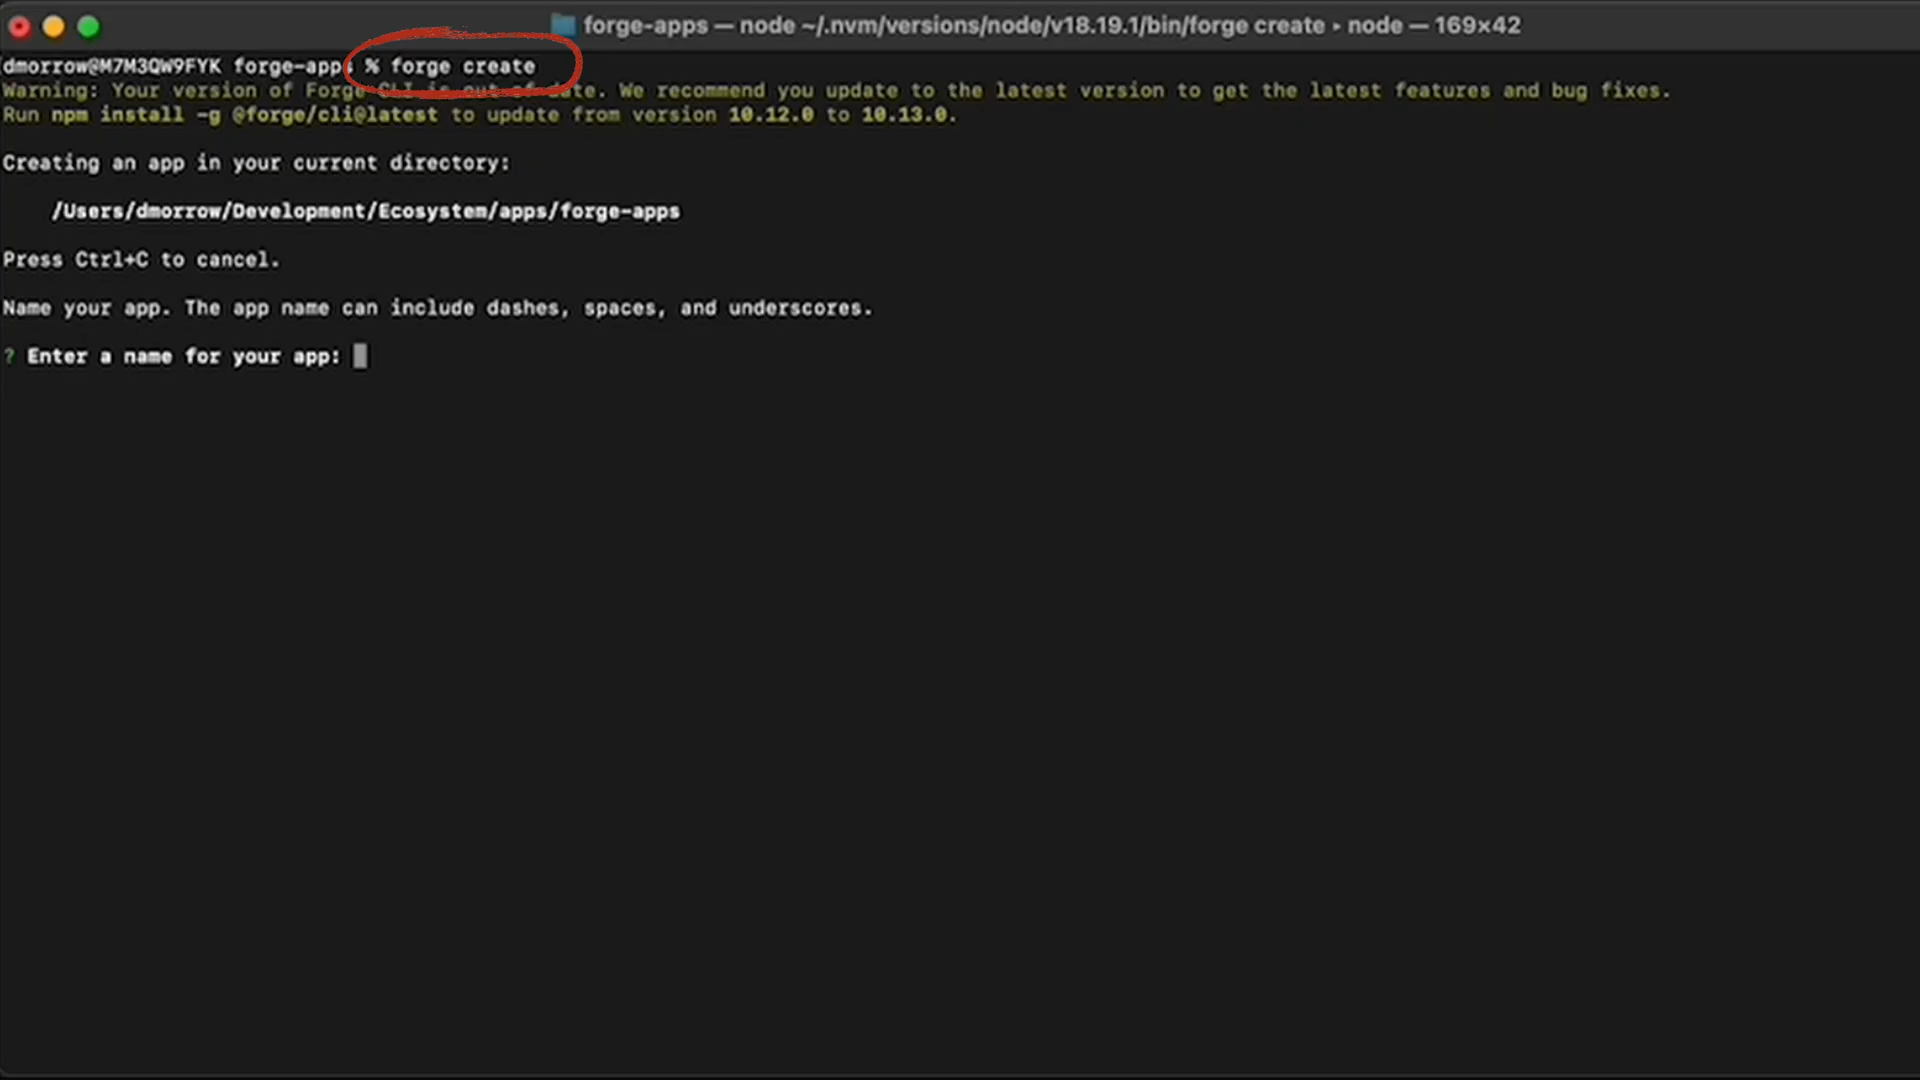 forge-apps — node ~/.nvm/versions/node/v18.19.1/bin/forge create ▸ node — 169×42
dmorrow@M7M3QW9FYK forge-apps % forge create
Warning: Your version of Forge CLI is out of date. We recommend you update to the latest version to get the latest features and bug fixes.
Run npm install -g @forge/cli@latest to update from version 10.12.0 to 10.13.0.
Creating an app in your current directory:
/Users/dmorrow/Development/Ecosystem/apps/forge-apps
Press Ctrl+C to cancel.
Name your app. The app name can include dashes, spaces, and underscores.
? Enter a name for your app: